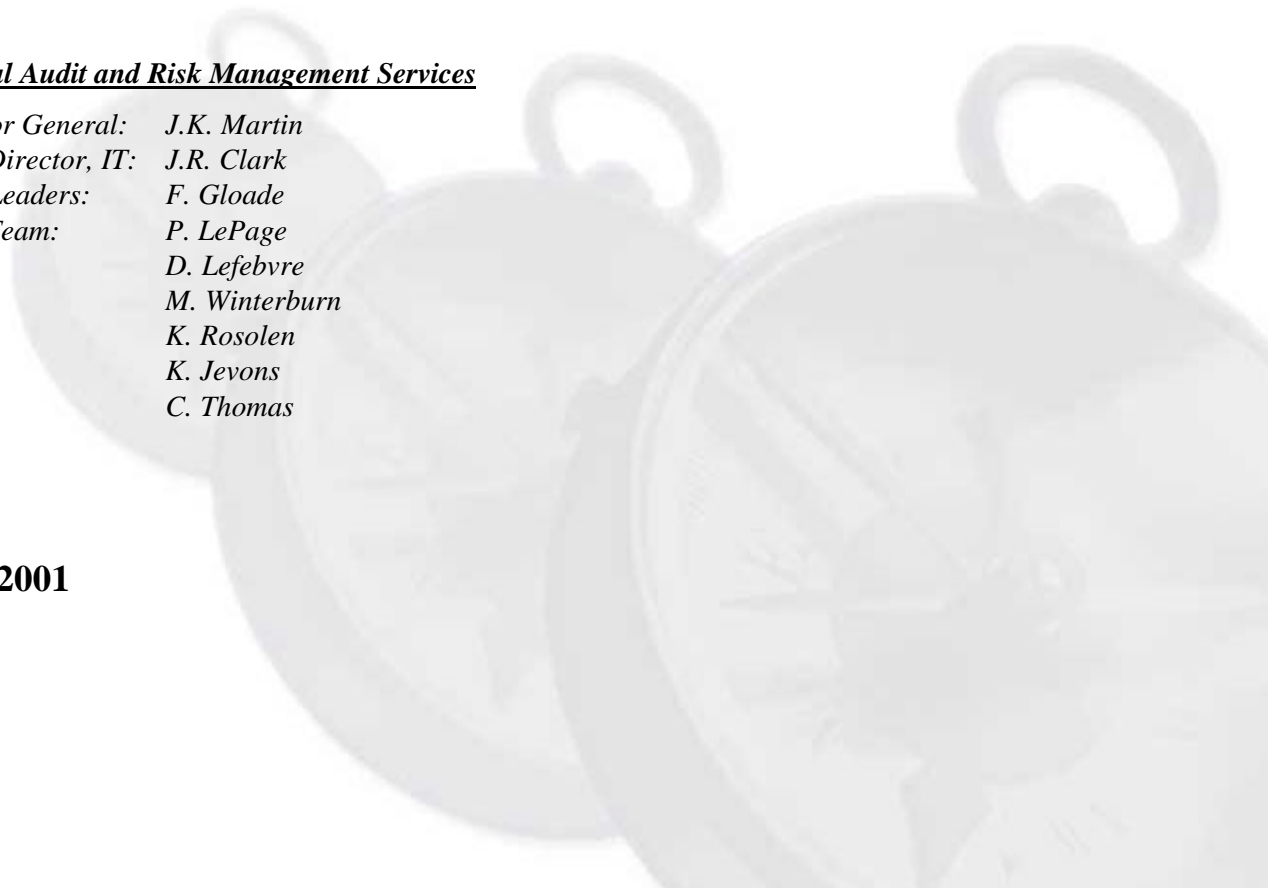 al Audit and Risk Management Services
or General: J.K. Martin
Director, IT: J.R. Clark
Leaders: F. Gloade
Team: P. LePage
D. Lefebvre
M. Winterburn
K. Rosolen
K. Jevons
C. Thomas
2001